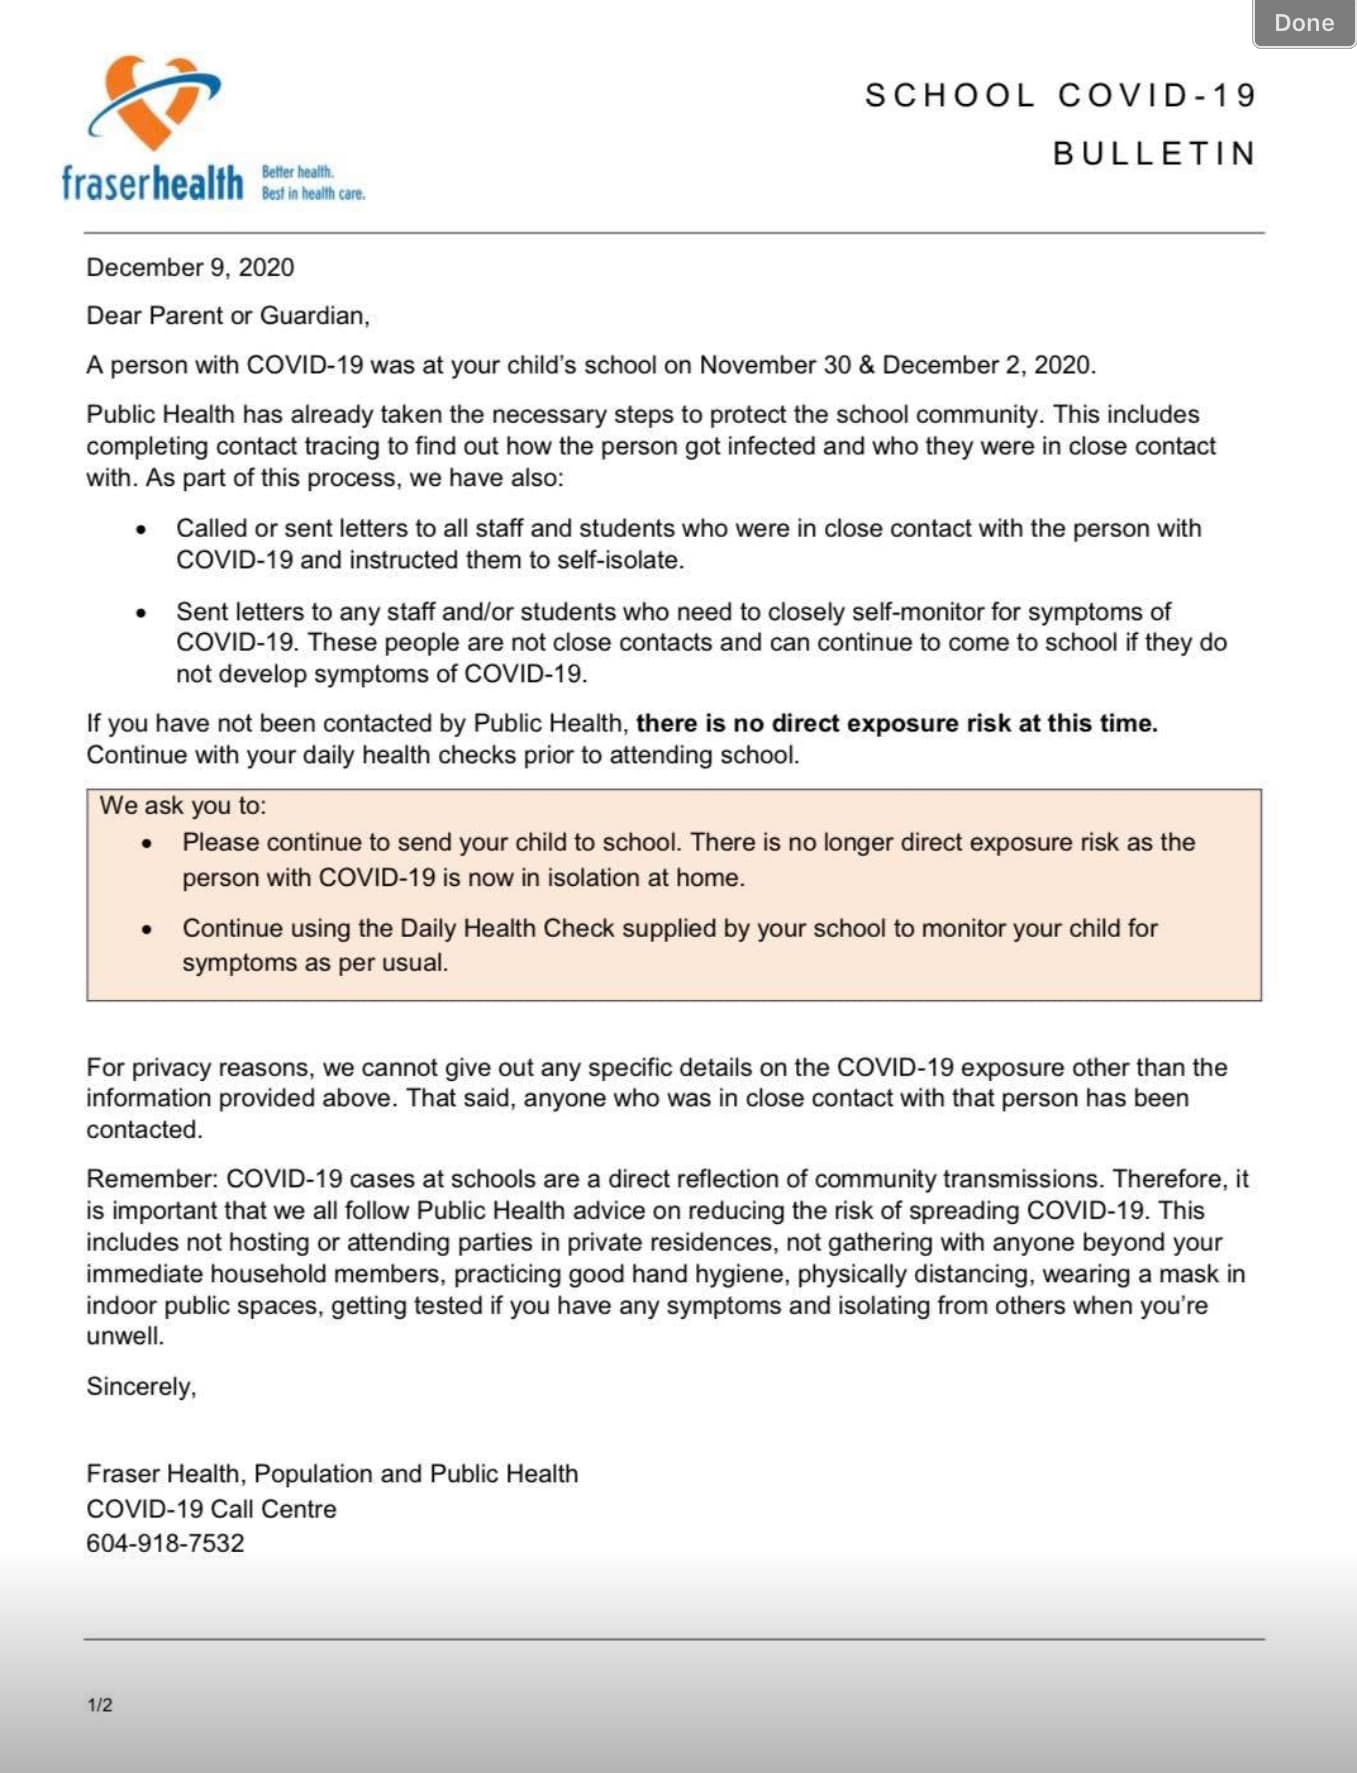 Done
fraserhealth
Better health.
Best in health care.
SCHOOL COVID-19
BULLETIN
December 9, 2020
Dear Parent or Guardian,
A person with COVID-19 was at your child's school on November 30 & December 2, 2020.
Public Health has already taken the necessary steps to protect the school community. This includes
completing contact tracing to find out how the person got infected and who they were in close contact
with. As part of this process, we have also:
• Called or sent letters to all staff and students who were in close contact with the person with
COVID-19 and instructed them to self-isolate.
• Sent letters to any staff and/or students who need to closely self-monitor for symptoms of
COVID-19. These people are not close contacts and can continue to come to school if they do
not develop symptoms of COVID-19.
If you have not been contacted by Public Health, there is no direct exposure risk at this time.
Continue with your daily health checks prior to attending school.
We ask you to:
• Please continue to send your child to school. There is no longer direct exposure risk as the
person with COVID-19 is now in isolation at home.
• Continue using the Daily Health Check supplied by your school to monitor your child for
symptoms as per usual.
For privacy reasons, we cannot give out any specific details on the COVID-19 exposure other than the
information provided above. That said, anyone who was in close contact with that person has been
contacted.
Remember: COVID-19 cases at schools are a direct reflection of community transmissions. Therefore, it
is important that we all follow Public Health advice on reducing the risk of spreading COVID-19. This
includes not hosting or attending parties in private residences, not gathering with anyone beyond your
immediate household members, practicing good hand hygiene, physically distancing, wearing a mask in
indoor public spaces, getting tested if you have any symptoms and isolating from others when you're
unwell.
Sincerely,
Fraser Health, Population and Public Health
COVID-19 Call Centre
604-918-7532
1/2